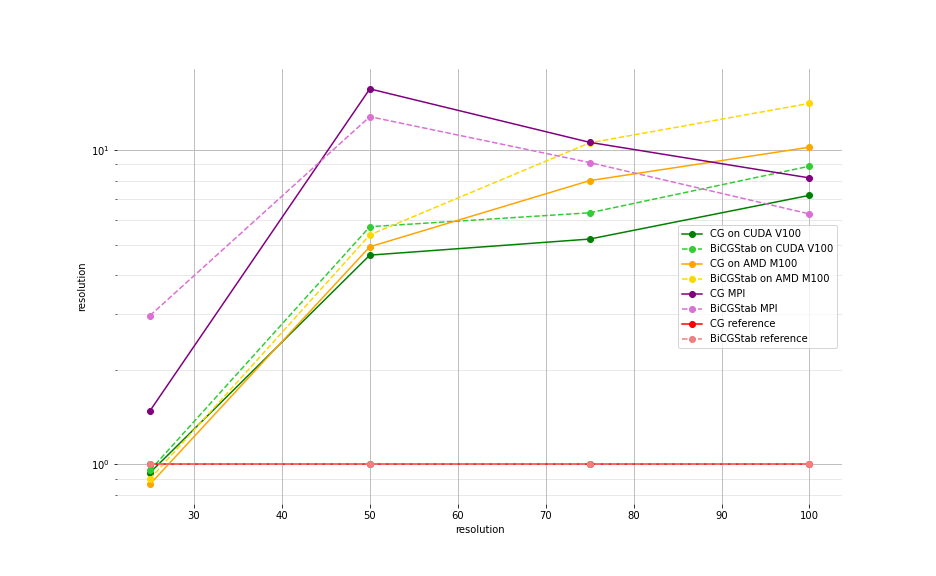 10¹
resolution
10⁰
CG on CUDA V100
BiCGStab on CUDA V100
CG on AMD M100
BiCGStab on AMD M100
CG MPI
BiCGStab MPI
CG reference
BiCGStab reference
30 40 50 60 70 80 90 100
resolution